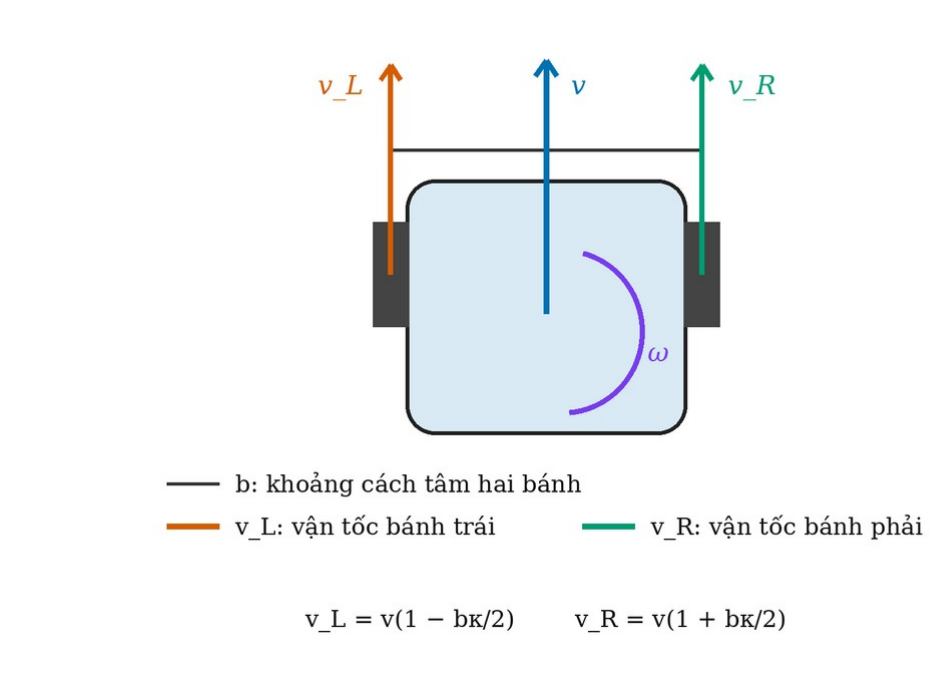 v_L v v_R
ω
b: khoảng cách tâm hai bánh
v_L: vận tốc bánh trái v_R: vận tốc bánh phải
v_L = v(1 − bκ/2) v_R = v(1 + bκ/2)